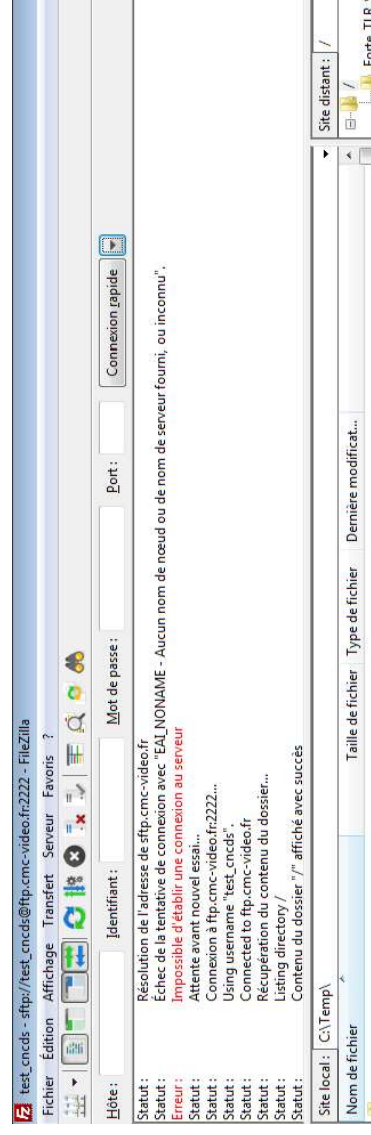 test_cncds - sftp://test_cncds@ftp.cmc-video.fr:2222 - FileZilla
Fichier Édition Affichage Transfert Serveur Favoris ?
Hôte : Identifiant : Mot de passe : Port : Connexion rapide
Statut : Résolution de l'adresse de sftp.cmc-video.fr
Statut : Échec de la tentative de connexion avec "EAI_NONAME - Aucun nom de nœud ou de nom de serveur fourni, ou inconnu".
Erreur : Impossible d'établir une connexion au serveur
Statut : Attente avant nouvel essai...
Statut : Connexion à ftp.cmc-video.fr:2222...
Statut : Using username "test_cncds".
Statut : Connected to ftp.cmc-video.fr
Statut : Récupération du contenu du dossier...
Statut : Listing directory /
Statut : Contenu du dossier "/" affiché avec succès
Site local : C:\Temp\ Site distant : /
/
Nom de fichier Taille de fichier Type de fichier Dernière modificat...
Forte_TLR